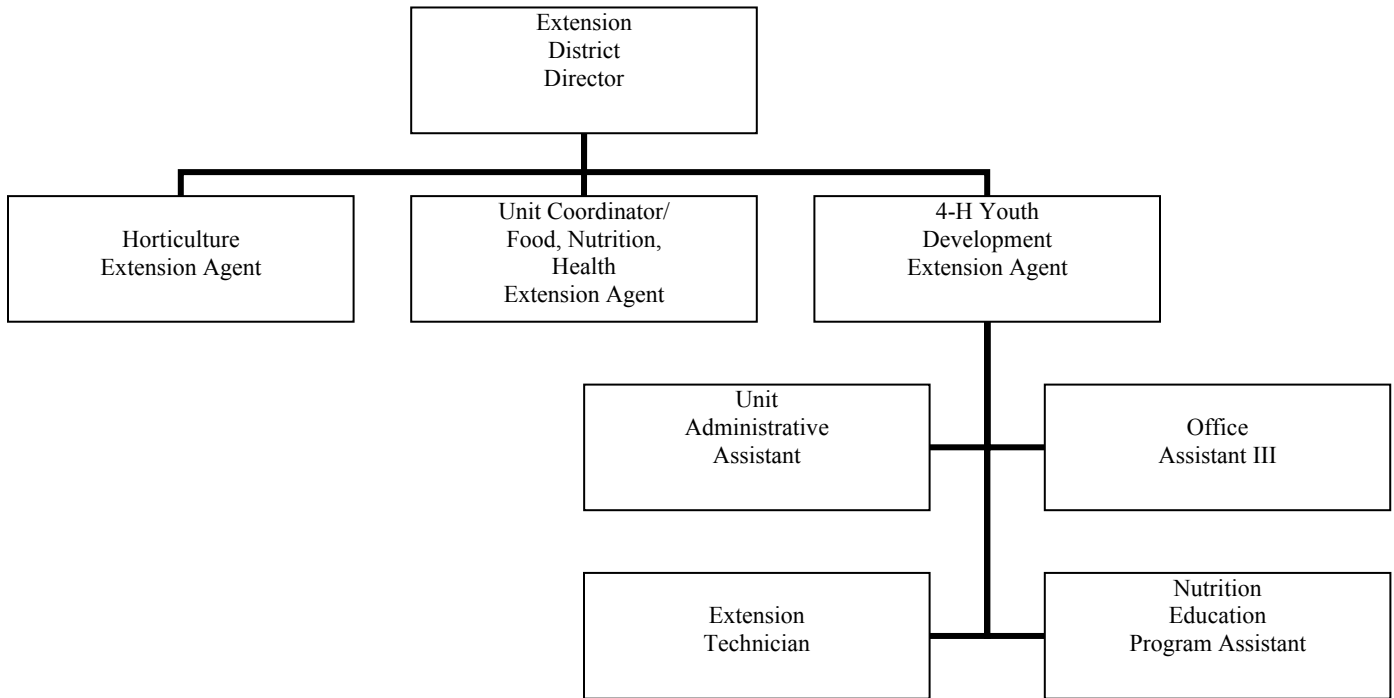 Extension
District
Director
Horticulture
Extension Agent
Unit Coordinator/
Food, Nutrition,
Health
Extension Agent
4-H Youth
Development
Extension Agent
Unit
Administrative
Assistant
Office
Assistant III
Extension
Technician
Nutrition
Education
Program Assistant